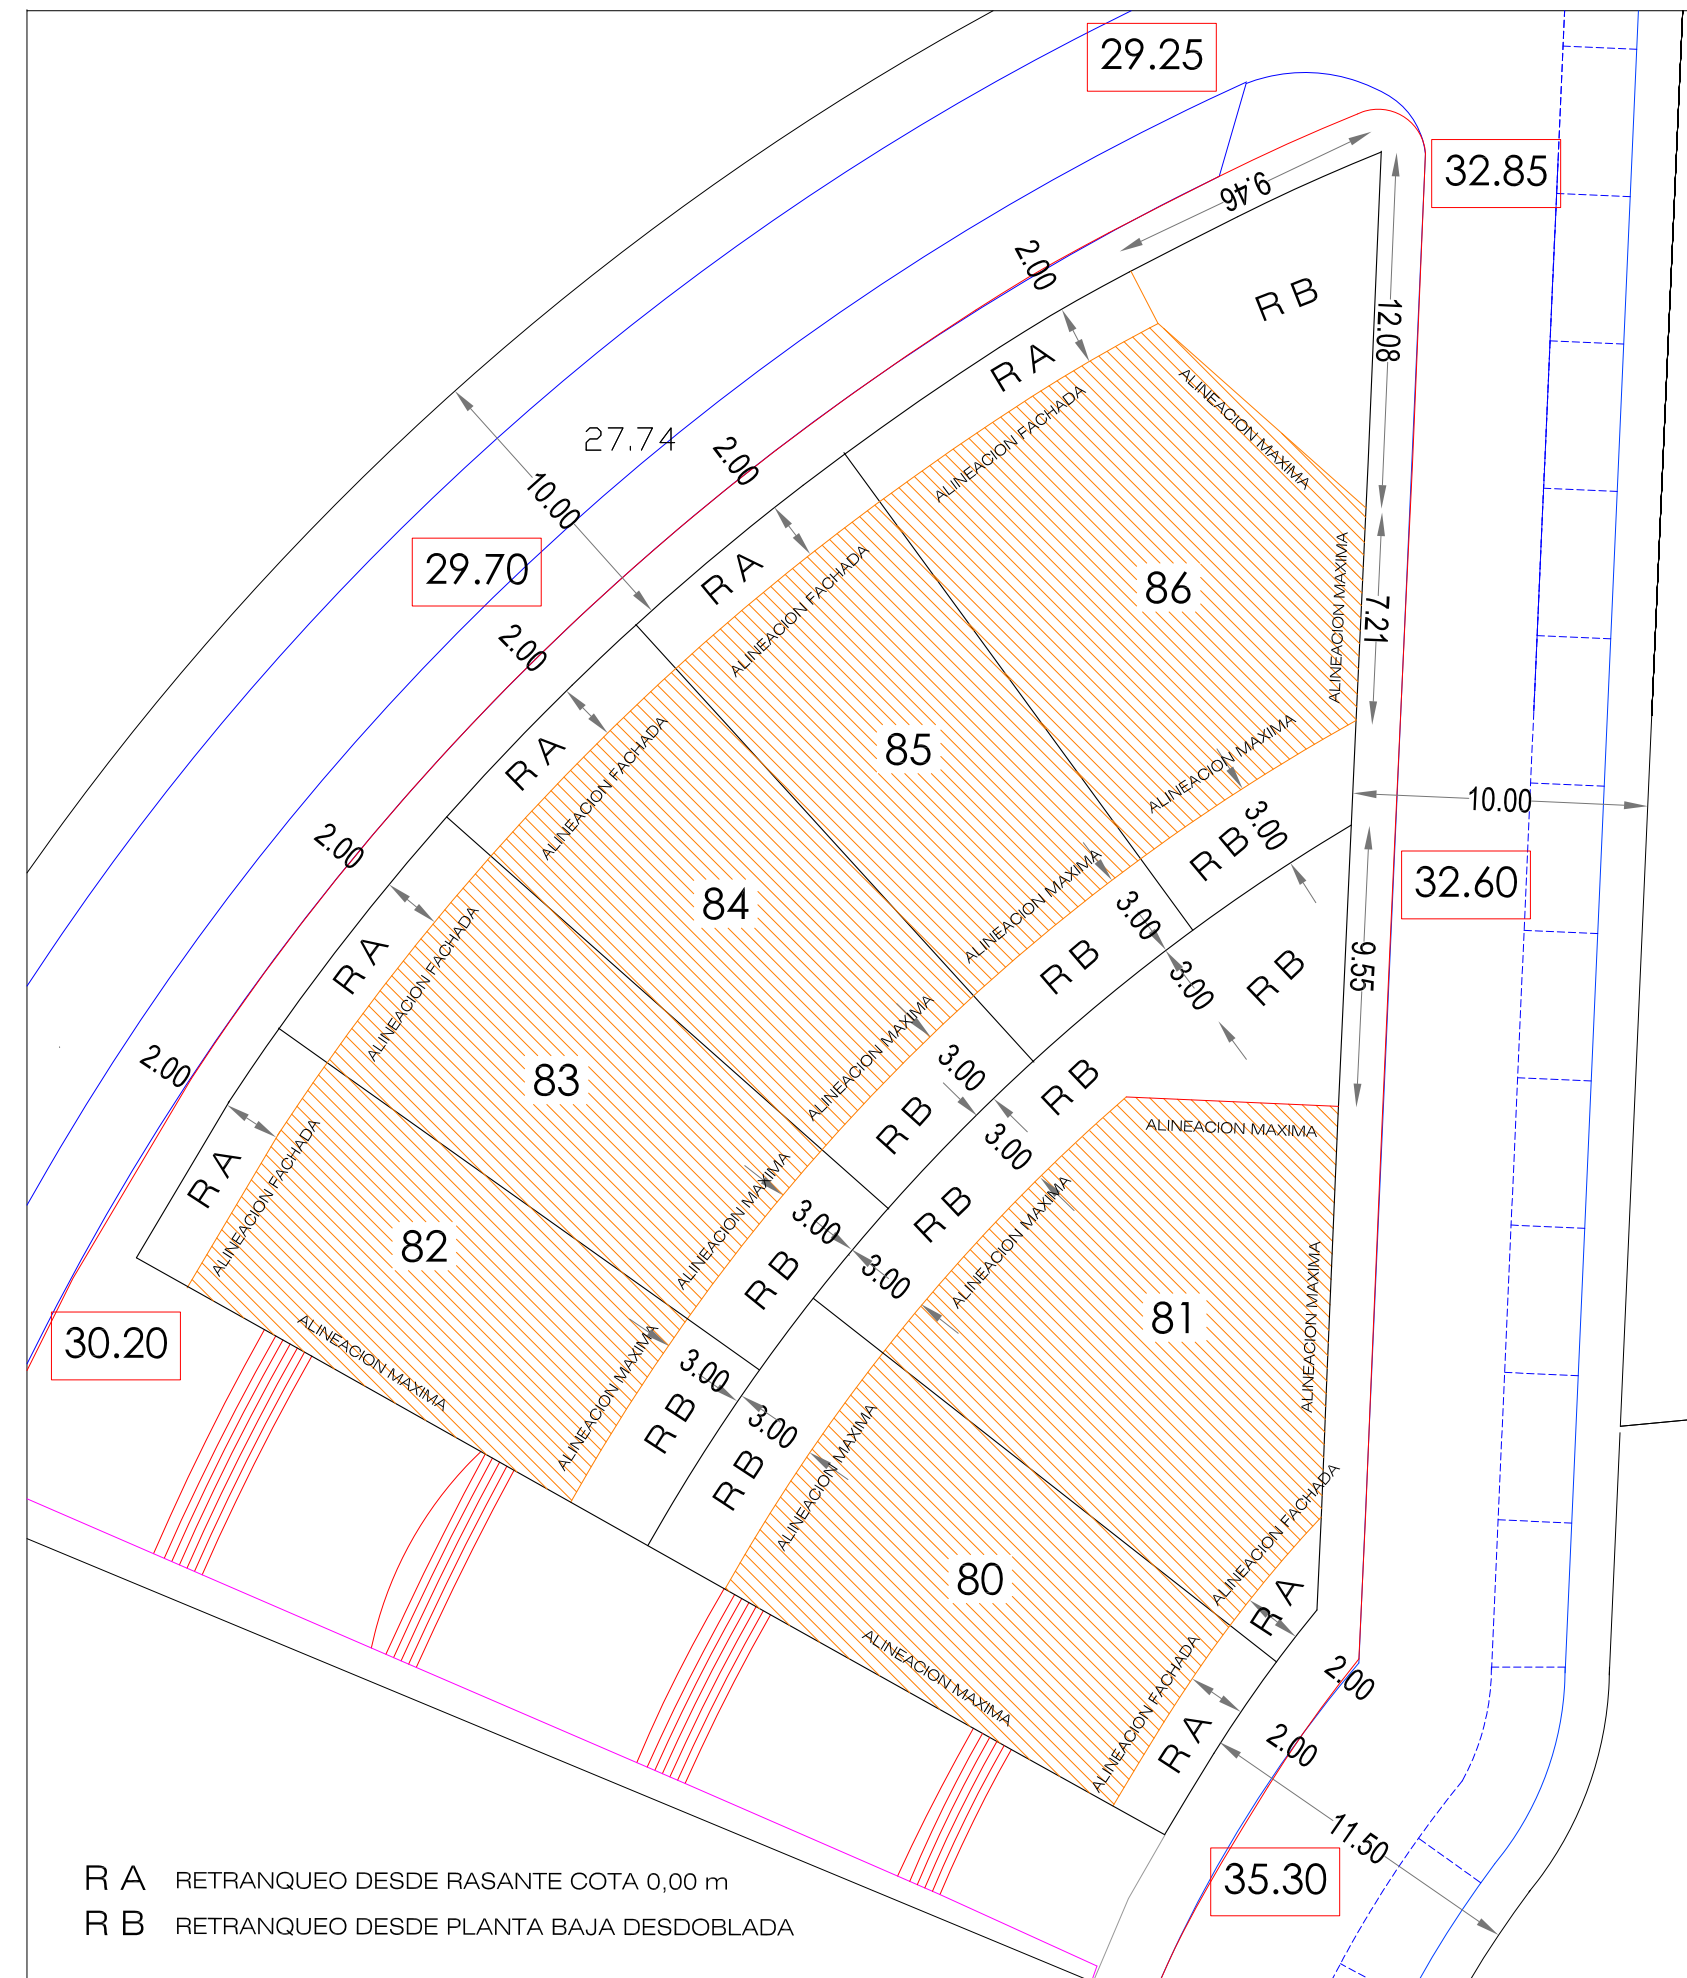 29.25
32.85
9.46
2.00
R B
12.08
R A
ALINEACION MAXIMA
27.74
2.00
ALINEACION FACHADA
10.00
29.70
R A
ALINEACION FACHADA
86
ALINEACION MAXIMA
7.21
2.00
R A
ALINEACION FACHADA
85
ALINEACION MAXIMA
10.00
2.00
3.00
R B
32.60
84
ALINEACION MAXIMA
3.00
R A
ALINEACION FACHADA
R B
9.55
3.00
R B
2.00
83
ALINEACION MAXIMA
3.00
R B
R B
3.00
ALINEACION MAXIMA
R A
ALINEACION FACHADA
ALINEACION MAXIMA
3.00
R B
82
R B
3.00
ALINEACION MAXIMA
81
ALINEACION MAXIMA
30.20
ALINEACION MAXIMA
ALINEACION MAXIMA
3.00
R B
3.00
R B
ALINEACION MAXIMA
ALINEACION FACHADA
80
R A
ALINEACION MAXIMA
ALINEACION FACHADA
2.00
R A
2.00
11.50
35.30
R A RETRANQUEO DESDE RASANTE COTA 0,00 m
R B RETRANQUEO DESDE PLANTA BAJA DESDOBLADA